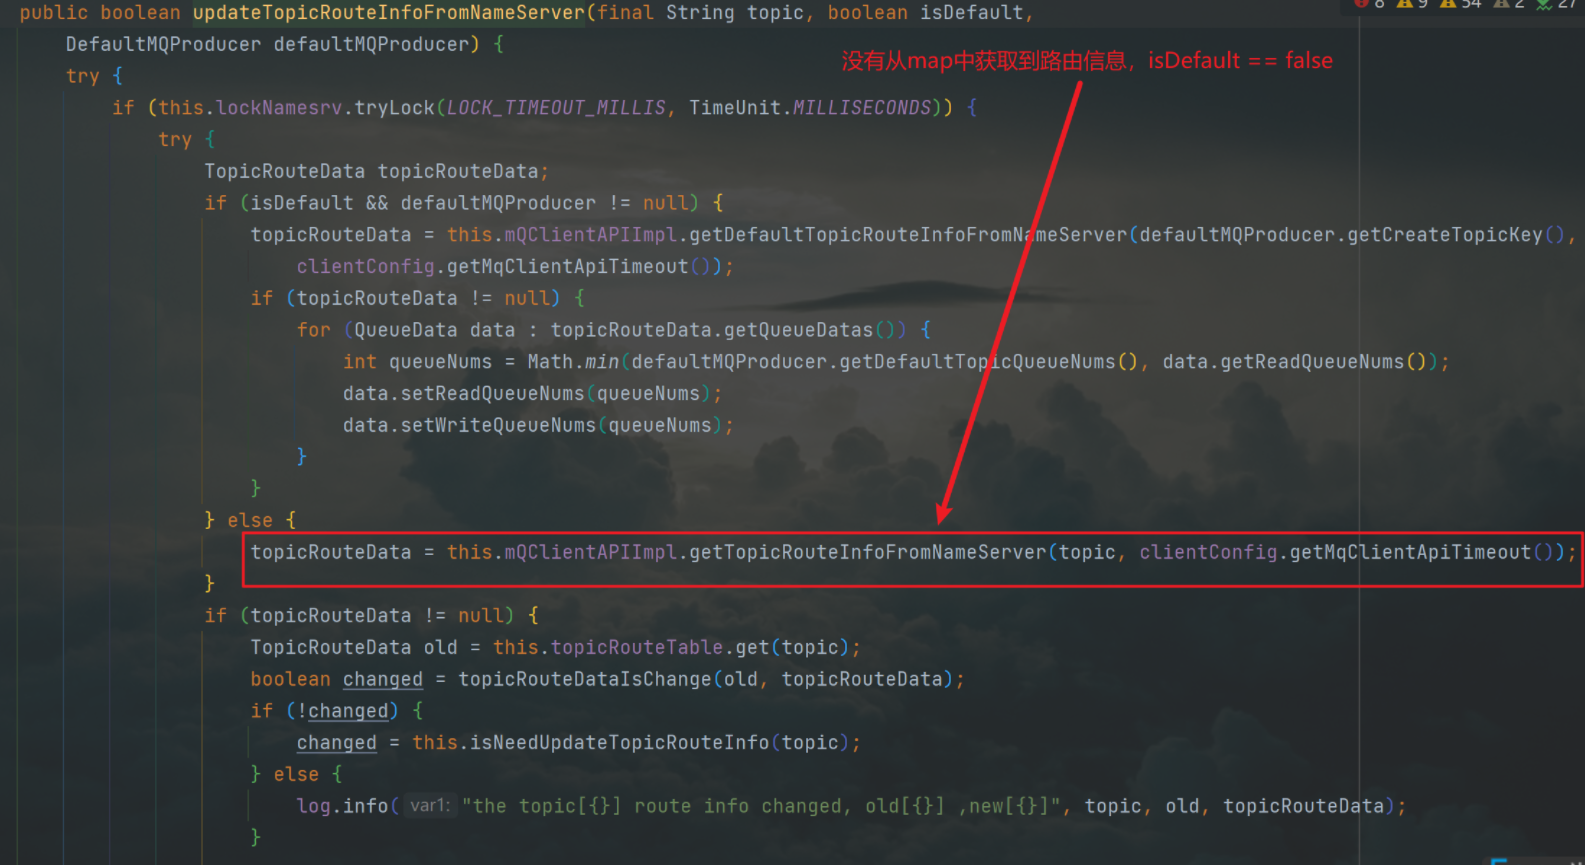 8 9 54 2 27
public boolean updateTopicRouteInfoFromNameServer(final String topic, boolean isDefault,
DefaultMQProducer defaultMQProducer) {
没有从map中获取到路由信息，isDefault == false
try {
if (this.lockNamesrv.tryLock(LOCK_TIMEOUT_MILLIS, TimeUnit.MILLISECONDS)) {
try {
TopicRouteData topicRouteData;
if (isDefault && defaultMQProducer != null) {
topicRouteData = this.mQClientAPIImpl.getDefaultTopicRouteInfoFromNameServer(defaultMQProducer.getCreateTopicKey(),
clientConfig.getMqClientApiTimeout());
if (topicRouteData != null) {
for (QueueData data : topicRouteData.getQueueDatas()) {
int queueNums = Math.min(defaultMQProducer.getDefaultTopicQueueNums(), data.getReadQueueNums());
data.setReadQueueNums(queueNums);
data.setWriteQueueNums(queueNums);
}
}
} else {
topicRouteData = this.mQClientAPIImpl.getTopicRouteInfoFromNameServer(topic, clientConfig.getMqClientApiTimeout());
}
if (topicRouteData != null) {
TopicRouteData old = this.topicRouteTable.get(topic);
boolean changed = topicRouteDataIsChange(old, topicRouteData);
if (!changed) {
changed = this.isNeedUpdateTopicRouteInfo(topic);
} else {
log.info( var1: "the topic[{}] route info changed, old[{}] ,new[{}]", topic, old, topicRouteData);
}